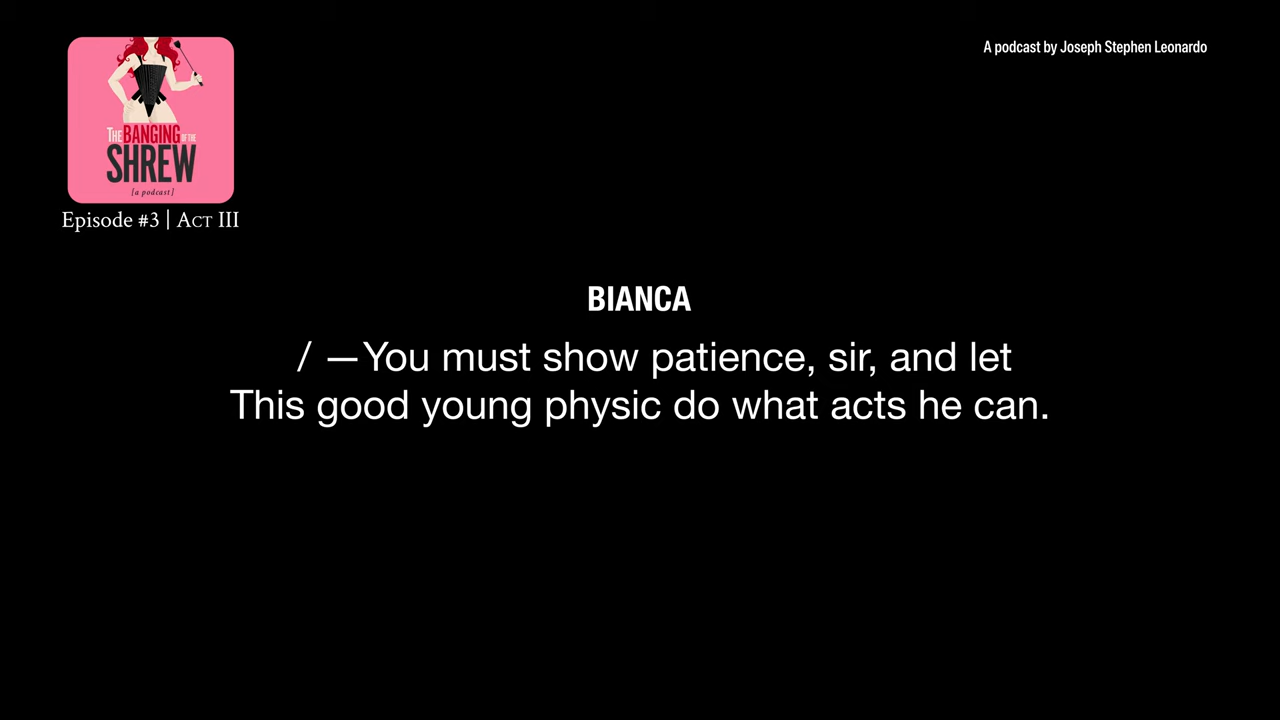 A podcast by Joseph Stephen Leonardo
THE BANGING OF THE
SHREW
[a podcast]
Episode #3 | ACT III
BIANCA
/ —You must show patience, sir, and let
This good young physic do what acts he can.